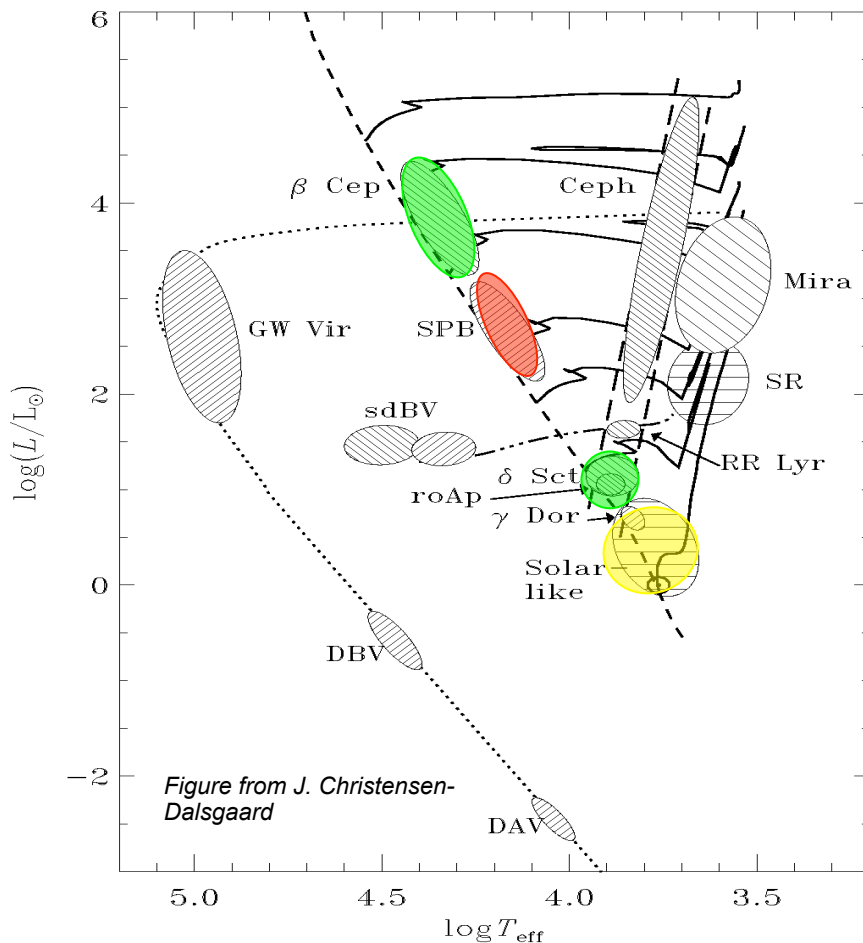 6
4
2
0
−2
log(L/L☉)
5.0
4.5
4.0
3.5
log T_eff
β Cep
Ceph
Mira
GW Vir
SPB
SR
sdBV
RR Lyr
δ Sct
roAp
γ Dor
Solar–
like
DBV
Figure from J. Christensen-
Dalsgaard
DAV